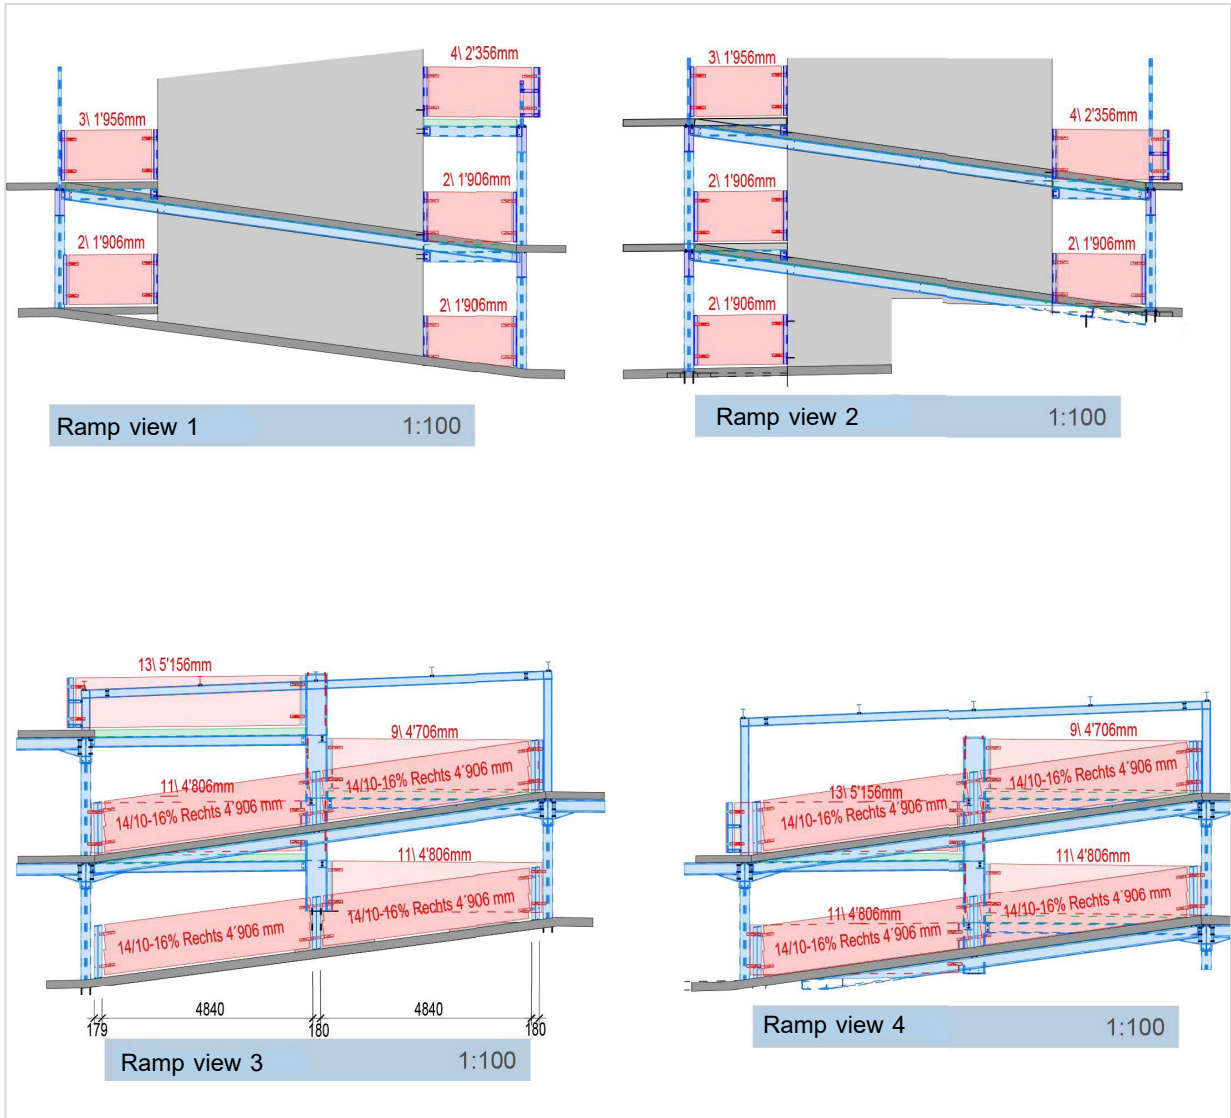 4\ 2'356mm
3\ 1'956mm
2\ 1'906mm
2\ 1'906mm
2\ 1'906mm
Ramp view 1 1:100
3\ 1'956mm
4\ 2'356mm
2\ 1'906mm
2\ 1'906mm
2\ 1'906mm
Ramp view 2 1:100
13\ 5'156mm
9\ 4'706mm
14/10-16% Rechts 4´906 mm
11\ 4'806mm
14/10-16% Rechts 4´906 mm
11\ 4'806mm
14/10-16% Rechts 4´906 mm
14/10-16% Rechts 4´906 mm
4840 4840
179 180 180
Ramp view 3 1:100
9\ 4'706mm
14/10-16% Rechts 4´906 mm
13\ 5'156mm
14/10-16% Rechts 4´906 mm
11\ 4'806mm
14/10-16% Rechts 4´906 mm
11\ 4'806mm
14/10-16% Rechts 4´906 mm
Ramp view 4 1:100